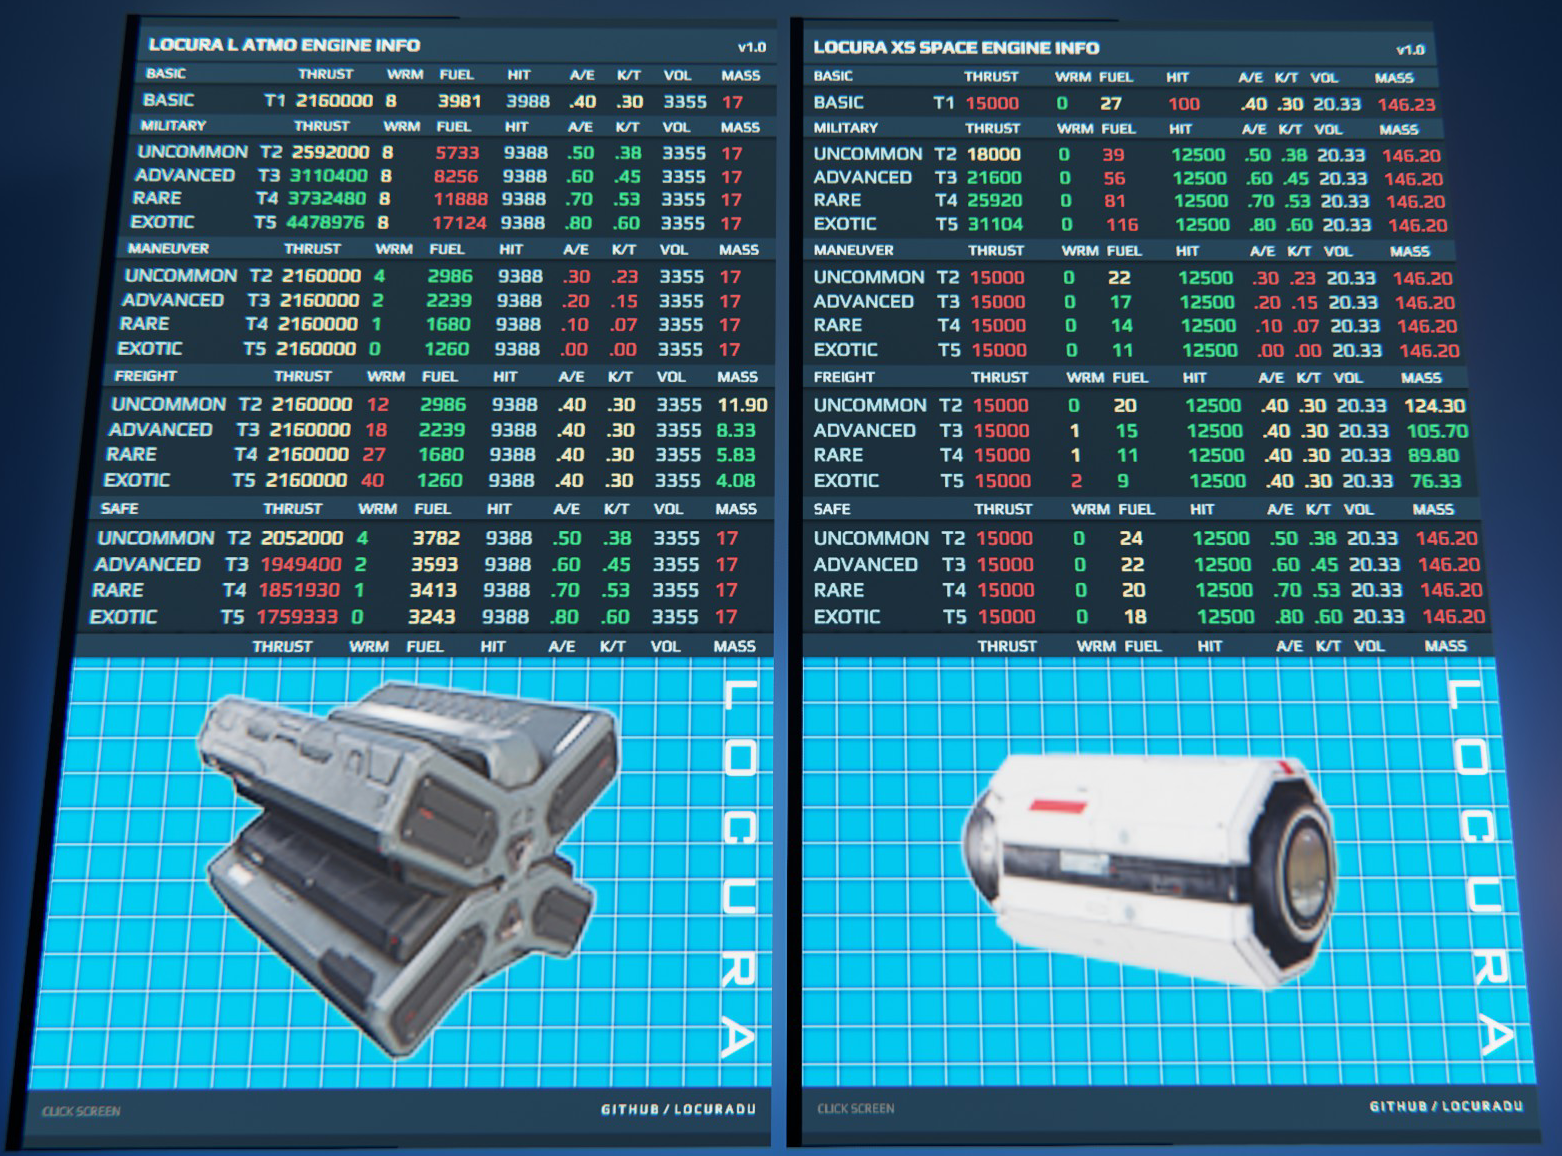 LOCURA L ATMO ENGINE INFO v1.0
BASIC THRUST WRM FUEL HIT A/E K/T VOL MASS
BASIC T1 2160000 8 3981 3988 .40 .30 3355 17
MILITARY THRUST WRM FUEL HIT A/E K/T VOL MASS
UNCOMMON T2 2592000 8 5733 9388 .50 .38 3355 17
ADVANCED T3 3110400 8 8256 9388 .60 .45 3355 17
RARE T4 3732480 8 11888 9388 .70 .53 3355 17
EXOTIC T5 4478976 8 17124 9388 .80 .60 3355 17
MANEUVER THRUST WRM FUEL HIT A/E K/T VOL MASS
UNCOMMON T2 2160000 4 2986 9388 .30 .23 3355 17
ADVANCED T3 2160000 2 2239 9388 .20 .15 3355 17
RARE T4 2160000 1 1680 9388 .10 .07 3355 17
EXOTIC T5 2160000 0 1260 9388 .00 .00 3355 17
FREIGHT THRUST WRM FUEL HIT A/E K/T VOL MASS
UNCOMMON T2 2160000 12 2986 9388 .40 .30 3355 11.90
ADVANCED T3 2160000 18 2239 9388 .40 .30 3355 8.33
RARE T4 2160000 27 1680 9388 .40 .30 3355 5.83
EXOTIC T5 2160000 40 1260 9388 .40 .30 3355 4.08
SAFE THRUST WRM FUEL HIT A/E K/T VOL MASS
UNCOMMON T2 2052000 4 3782 9388 .50 .38 3355 17
ADVANCED T3 1949400 2 3593 9388 .60 .45 3355 17
RARE T4 1851930 1 3413 9388 .70 .53 3355 17
EXOTIC T5 1759333 0 3243 9388 .80 .60 3355 17
THRUST WRM FUEL HIT A/E K/T VOL MASS
LOCURA
CLICK SCREEN GITHUB / LOCURADU
LOCURA XS SPACE ENGINE INFO v1.0
BASIC THRUST WRM FUEL HIT A/E K/T VOL MASS
BASIC T1 15000 0 27 100 .40 .30 20.33 146.23
MILITARY THRUST WRM FUEL HIT A/E K/T VOL MASS
UNCOMMON T2 18000 0 39 12500 .50 .38 20.33 146.20
ADVANCED T3 21600 0 56 12500 .60 .45 20.33 146.20
RARE T4 25920 0 81 12500 .70 .53 20.33 146.20
EXOTIC T5 31104 0 116 12500 .80 .60 20.33 146.20
MANEUVER THRUST WRM FUEL HIT A/E K/T VOL MASS
UNCOMMON T2 15000 0 22 12500 .30 .23 20.33 146.20
ADVANCED T3 15000 0 17 12500 .20 .15 20.33 146.20
RARE T4 15000 0 14 12500 .10 .07 20.33 146.20
EXOTIC T5 15000 0 11 12500 .00 .00 20.33 146.20
FREIGHT THRUST WRM FUEL HIT A/E K/T VOL MASS
UNCOMMON T2 15000 0 20 12500 .40 .30 20.33 124.30
ADVANCED T3 15000 1 15 12500 .40 .30 20.33 105.70
RARE T4 15000 1 11 12500 .40 .30 20.33 89.80
EXOTIC T5 15000 2 9 12500 .40 .30 20.33 76.33
SAFE THRUST WRM FUEL HIT A/E K/T VOL MASS
UNCOMMON T2 15000 0 24 12500 .50 .38 20.33 146.20
ADVANCED T3 15000 0 22 12500 .60 .45 20.33 146.20
RARE T4 15000 0 20 12500 .70 .53 20.33 146.20
EXOTIC T5 15000 0 18 12500 .80 .60 20.33 146.20
THRUST WRM FUEL HIT A/E K/T VOL MASS
LOCURA
CLICK SCREEN GITHUB / LOCURADU